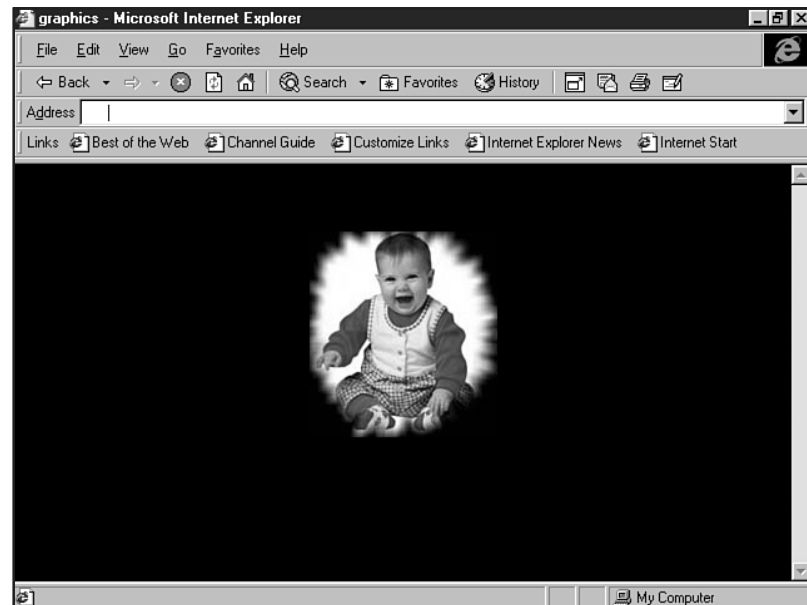 graphics - Microsoft Internet Explorer
File Edit View Go Favorites Help
Back Search Favorites History
Address
Links Best of the Web Channel Guide Customize Links Internet Explorer News Internet Start
My Computer